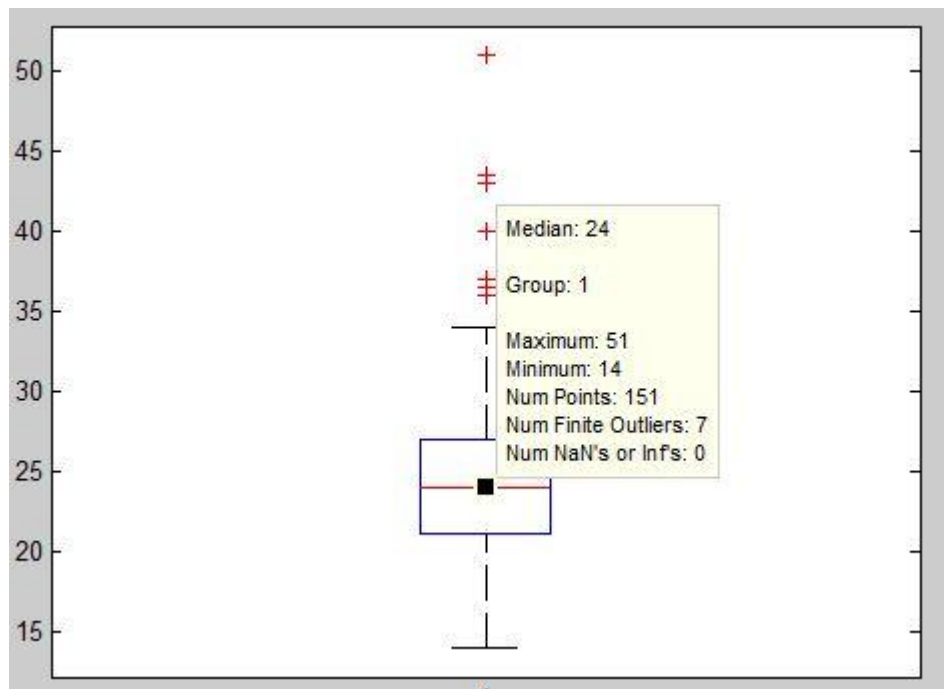 50
45
40
35
30
25
20
15
Median: 24
Group: 1
Maximum: 51
Minimum: 14
Num Points: 151
Num Finite Outliers: 7
Num NaN's or Inf's: 0